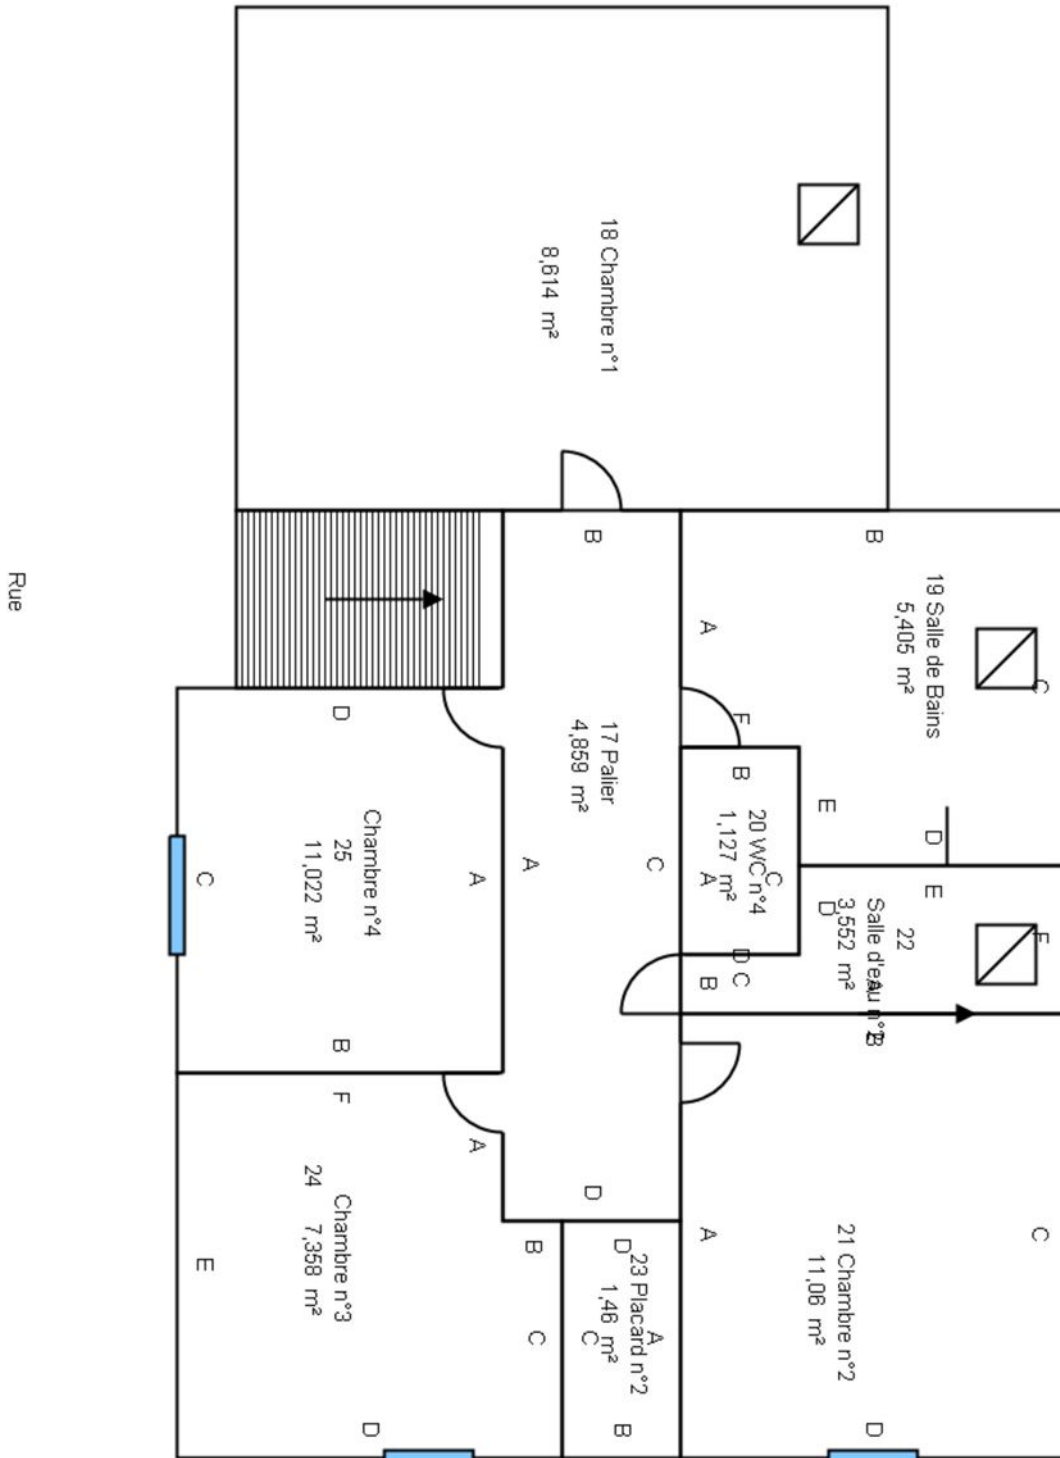 18 Chambre n°1
8,614 m²
Rue
B
B
19 Salle de Bains
5,405 m²
C
A
F
E
D
17 Palier
4,859 m²
A
C
D
B
20 WC n°4
1,127 m²
C
A
D
D
Chambre n°4
25
11,022 m²
A
C
B
E
22
Salle d'eau n°2
3,552 m²
F
D
A
C
B
B
F
A
Chambre n°3
24 7,358 m²
E
B
C
D
D
23 Placard n°2
1,46 m²
A
C
B
A
21 Chambre n°2
11,06 m²
C
D